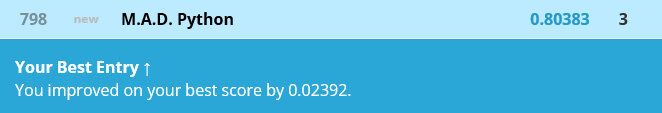 798 new M.A.D. Python 0.80383 3
Your Best Entry ↑
You improved on your best score by 0.02392.